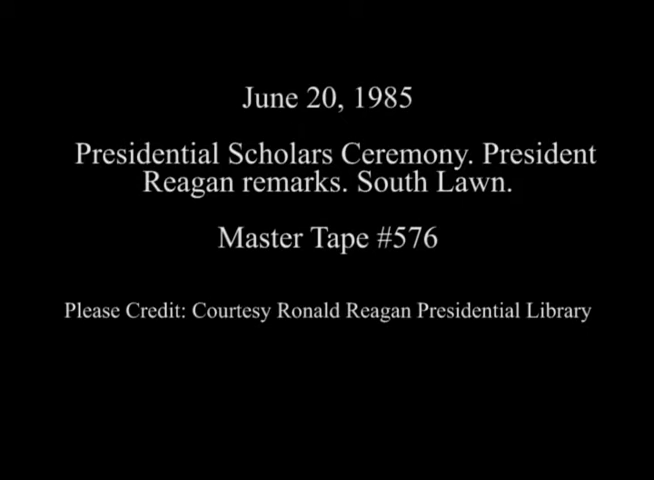 June 20, 1985
Presidential Scholars Ceremony. President
Reagan remarks. South Lawn.
Master Tape #576
Please Credit: Courtesy Ronald Reagan Presidential Library